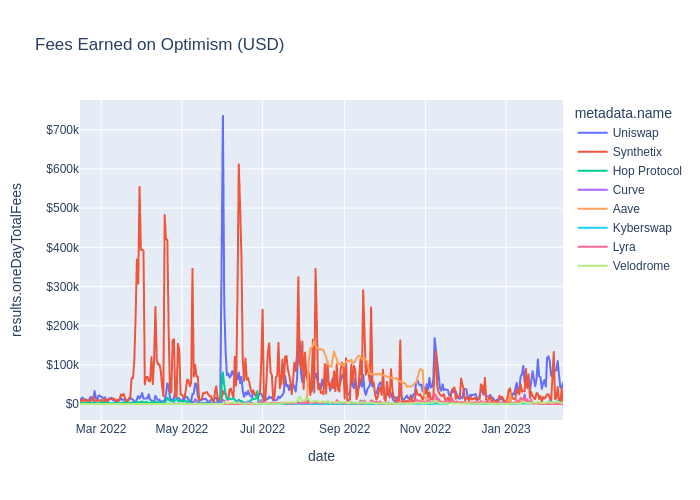 Fees Earned on Optimism (USD)
metadata.name
Uniswap
Synthetix
Hop Protocol
Curve
Aave
Kyberswap
Lyra
Velodrome
results.oneDayTotalFees
$700k
$600k
$500k
$400k
$300k
$200k
$100k
$0
Mar 2022 May 2022 Jul 2022 Sep 2022 Nov 2022 Jan 2023
date